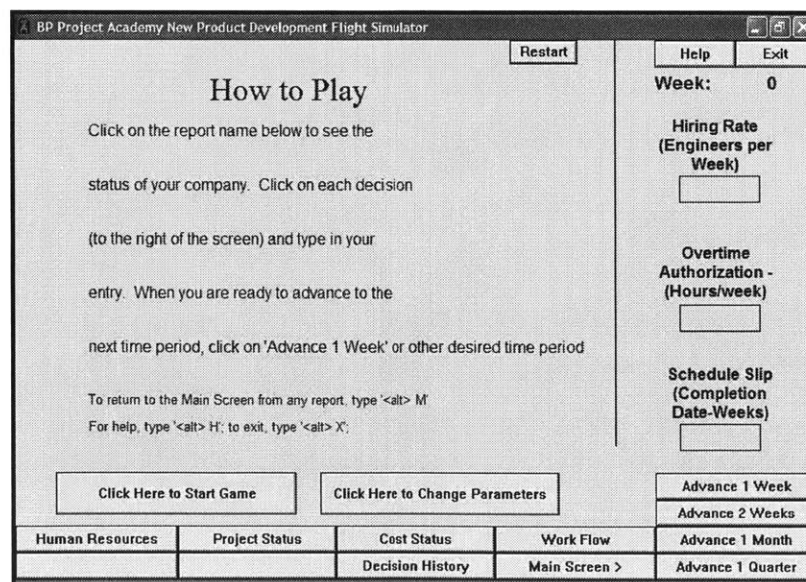 BP Project Academy New Product Development Flight Simulator
Restart
Help
Exit
How to Play
Week: 0
Click on the report name below to see the
status of your company. Click on each decision
(to the right of the screen) and type in your
entry. When you are ready to advance to the
next time period, click on 'Advance 1 Week' or other desired time period
To return to the Main Screen from any report, type '<alt> M'
For help, type '<alt> H'; to exit, type '<alt> X';
Hiring Rate
(Engineers per
Week)
Overtime
Authorization -
(Hours/week)
Schedule Slip
(Completion
Date-Weeks)
Click Here to Start Game
Click Here to Change Parameters
Advance 1 Week
Advance 2 Weeks
Human Resources
Project Status
Cost Status
Work Flow
Advance 1 Month
Decision History
Main Screen >
Advance 1 Quarter